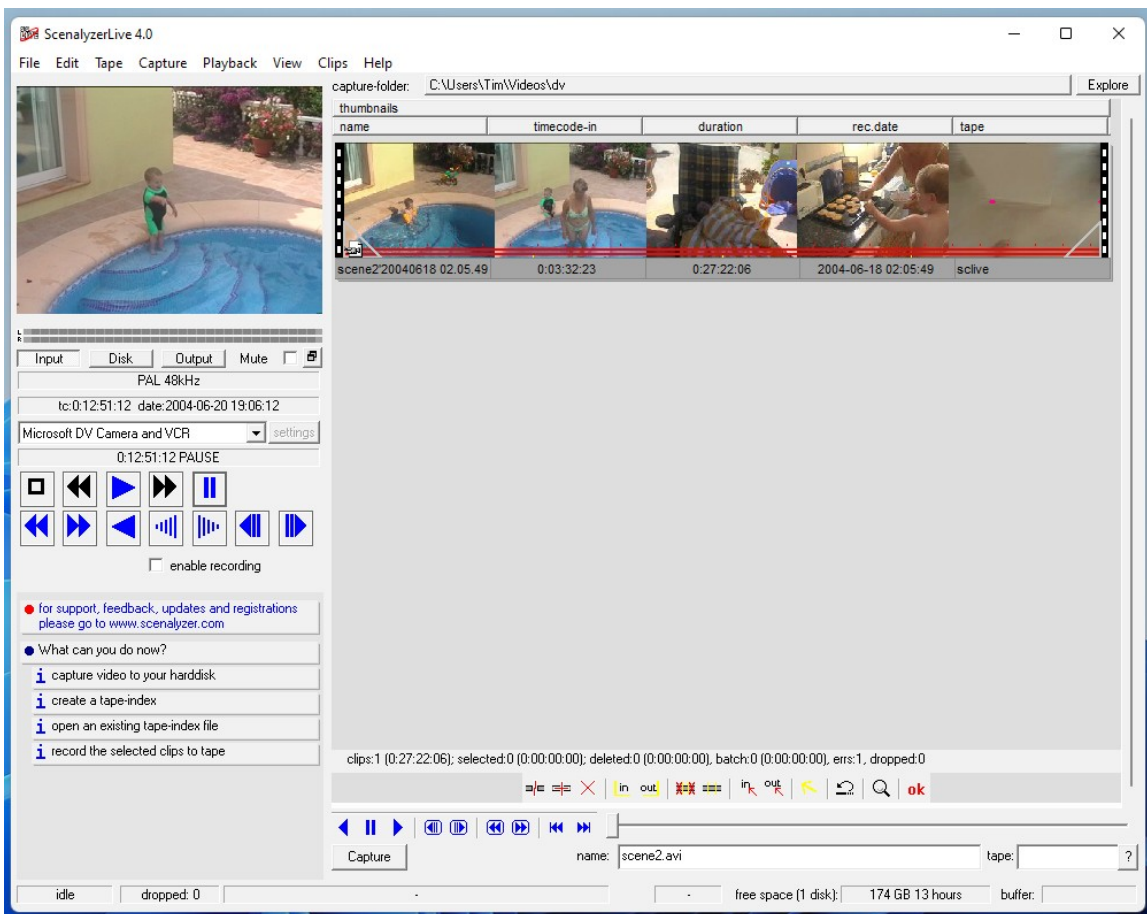 ScenalyzerLive 4.0
File Edit Tape Capture Playback View Clips Help
capture-folder: C:\Users\Tim\Videos\dv Explore
thumbnails
name timecode-in duration rec.date tape
scene2'20040618 02.05.49 0:03:32:23 0:27:22:06 2004-06-18 02:05:49 sclive
L
R
Input Disk Output Mute
PAL 48kHz
tc:0:12:51:12 date:2004-06-20 19:06:12
Microsoft DV Camera and VCR settings
0:12:51:12 PAUSE
enable recording
for support, feedback, updates and registrations
please go to www.scenalyzer.com
What can you do now?
i capture video to your harddisk
i create a tape-index
i open an existing tape-index file
i record the selected clips to tape
clips:1 (0:27:22:06); selected:0 (0:00:00:00); deleted:0 (0:00:00:00), batch:0 (0:00:00:00), errs:1, dropped:0
in out in out ok
Capture name: scene2.avi tape: ?
idle dropped: 0 - - free space (1 disk): 174 GB 13 hours buffer: